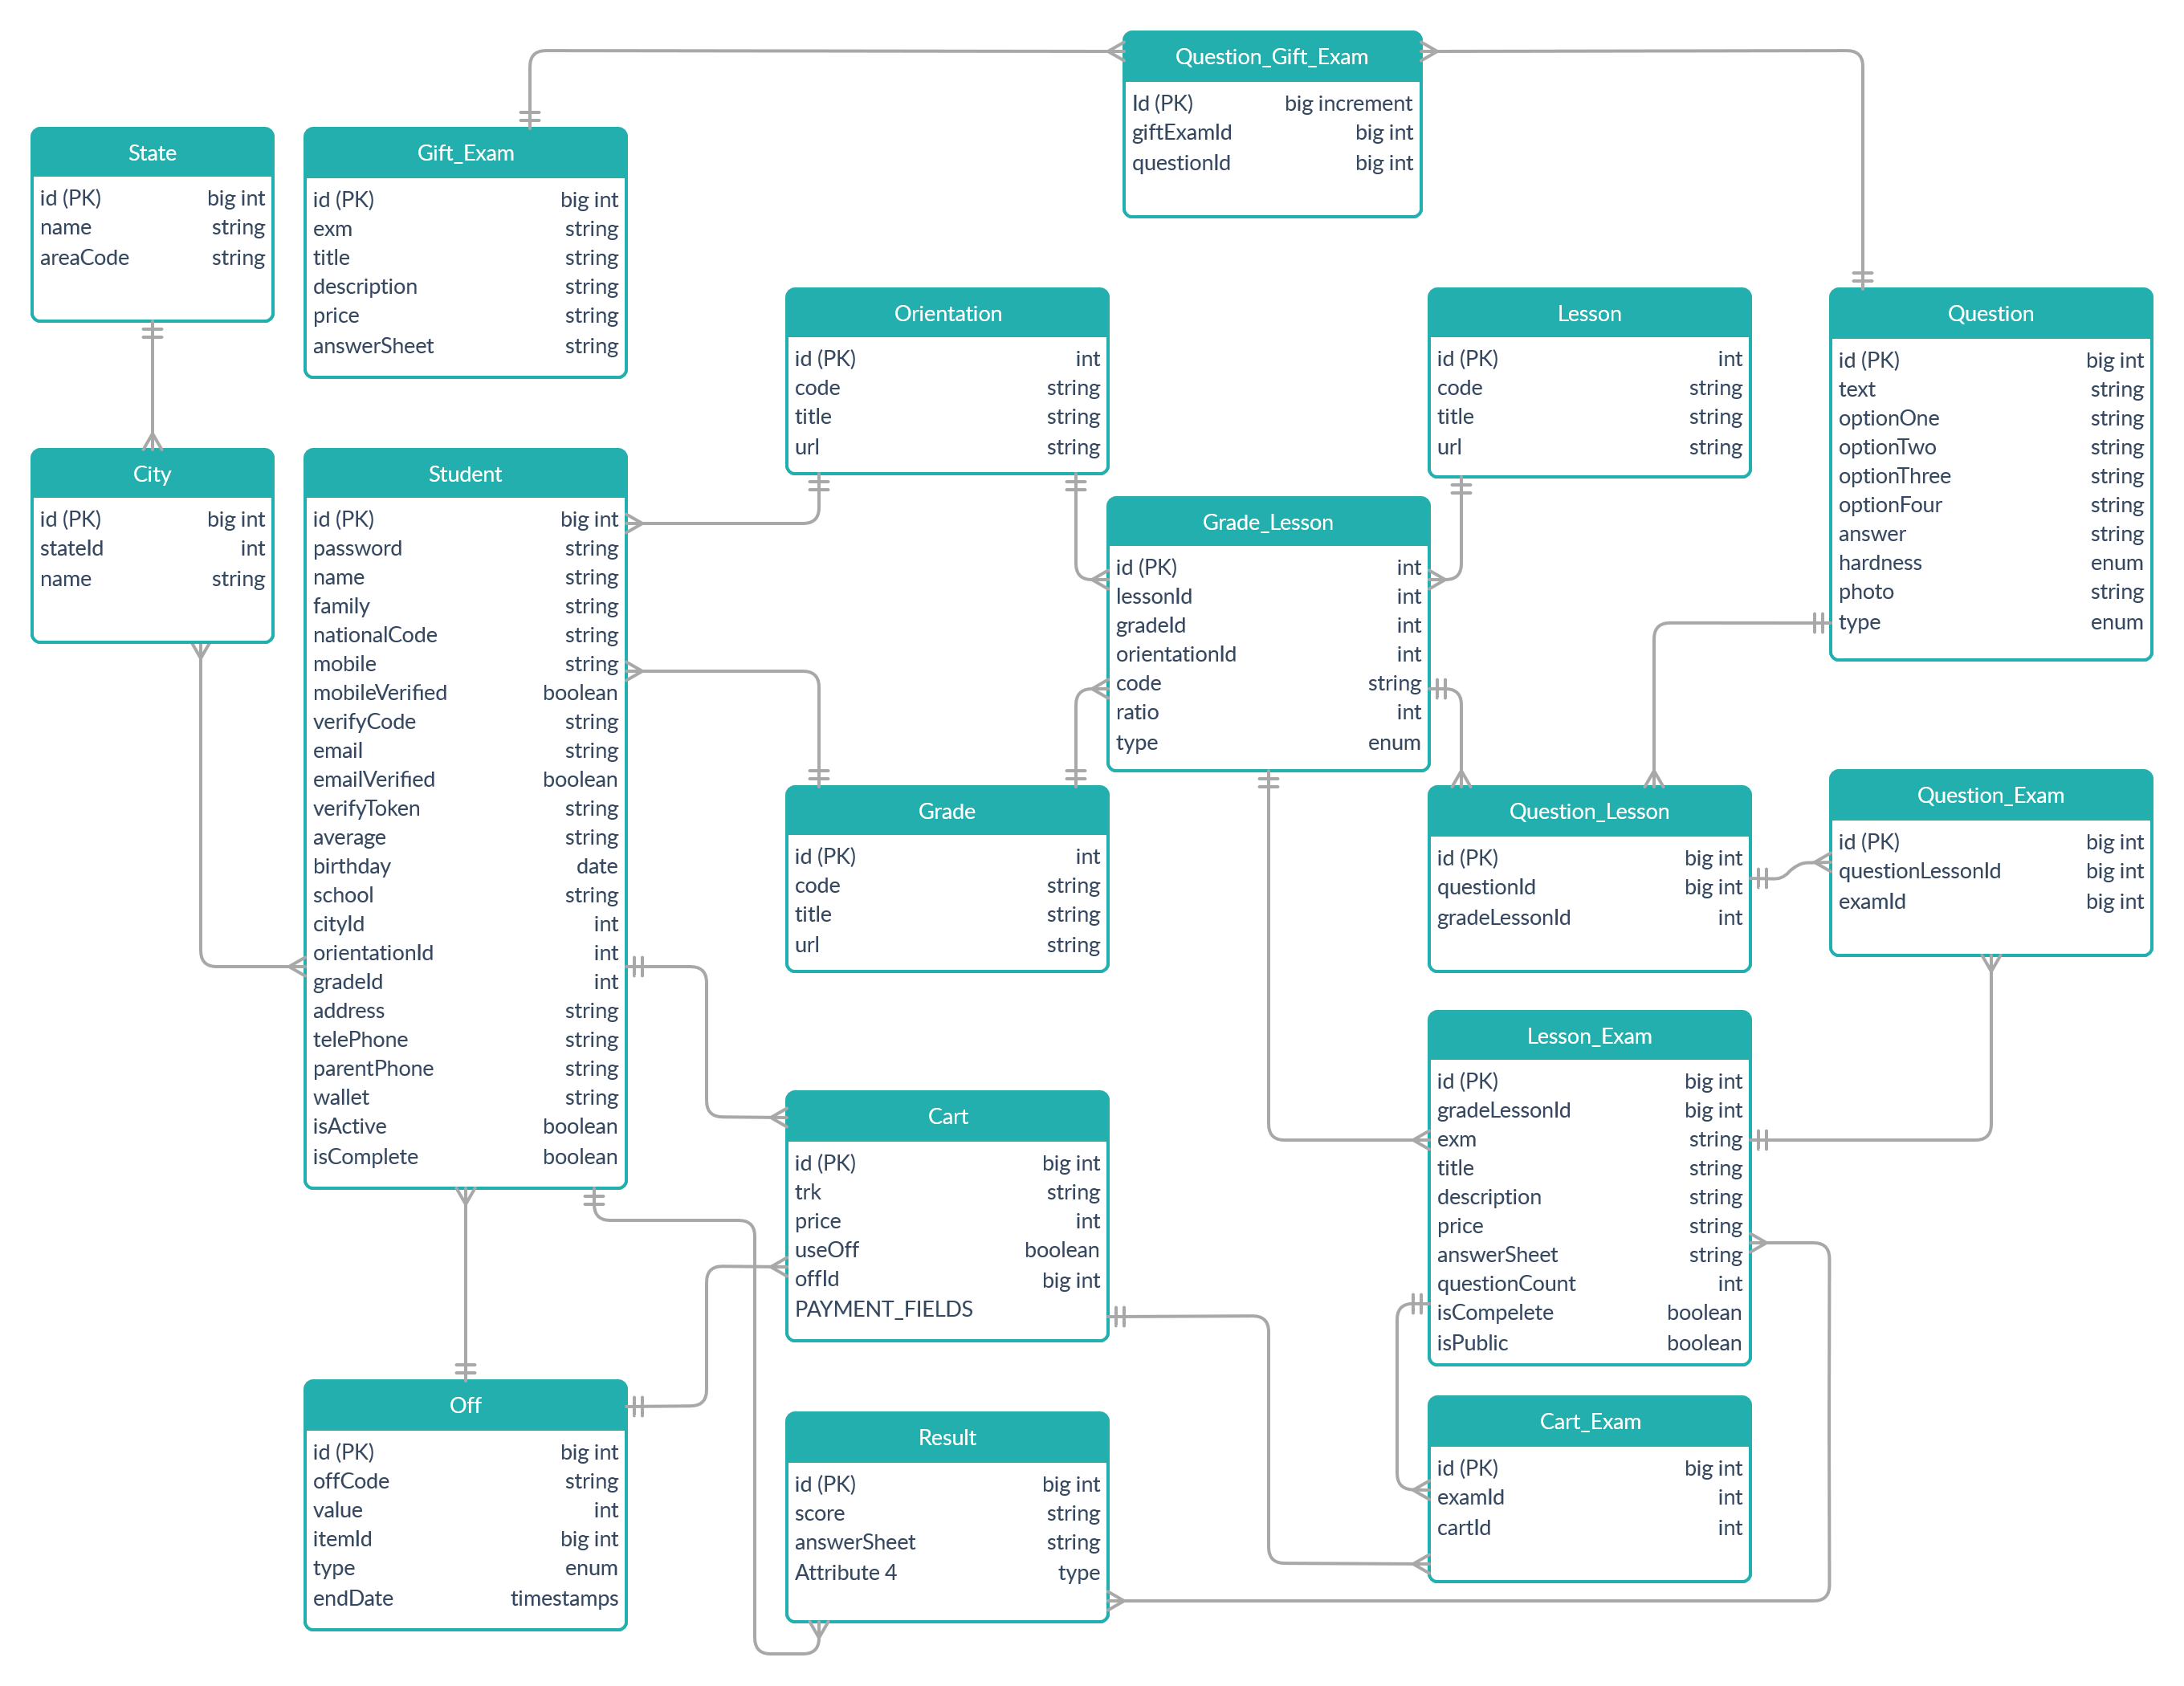 Question_Gift_Exam
Id (PK) big increment
giftExamId big int
questionId big int
State
id (PK) big int
name string
areaCode string
Gift_Exam
id (PK) big int
exm string
title string
description string
price string
answerSheet string
Orientation
id (PK) int
code string
title string
url string
Lesson
id (PK) int
code string
title string
url string
Question
id (PK) big int
text string
optionOne string
optionTwo string
optionThree string
optionFour string
answer string
hardness enum
photo string
type enum
City
id (PK) big int
stateId int
name string
Student
id (PK) big int
password string
name string
family string
nationalCode string
mobile string
mobileVerified boolean
verifyCode string
email string
emailVerified boolean
verifyToken string
average string
birthday date
school string
cityId int
orientationId int
gradeId int
address string
telePhone string
parentPhone string
wallet string
isActive boolean
isComplete boolean
Grade_Lesson
id (PK) int
lessonId int
gradeId int
orientationId int
code string
ratio int
type enum
Grade
id (PK) int
code string
title string
url string
Question_Lesson
id (PK) big int
questionId big int
gradeLessonId int
Question_Exam
id (PK) big int
questionLessonId big int
examId big int
Lesson_Exam
id (PK) big int
gradeLessonId big int
exm string
title string
description string
price string
answerSheet string
questionCount int
isCompelete boolean
isPublic boolean
Cart
id (PK) big int
trk string
price int
useOff boolean
offId big int
PAYMENT_FIELDS
Off
id (PK) big int
offCode string
value int
itemId big int
type enum
endDate timestamps
Result
id (PK) big int
score string
answerSheet string
Attribute 4 type
Cart_Exam
id (PK) big int
examId int
cartId int